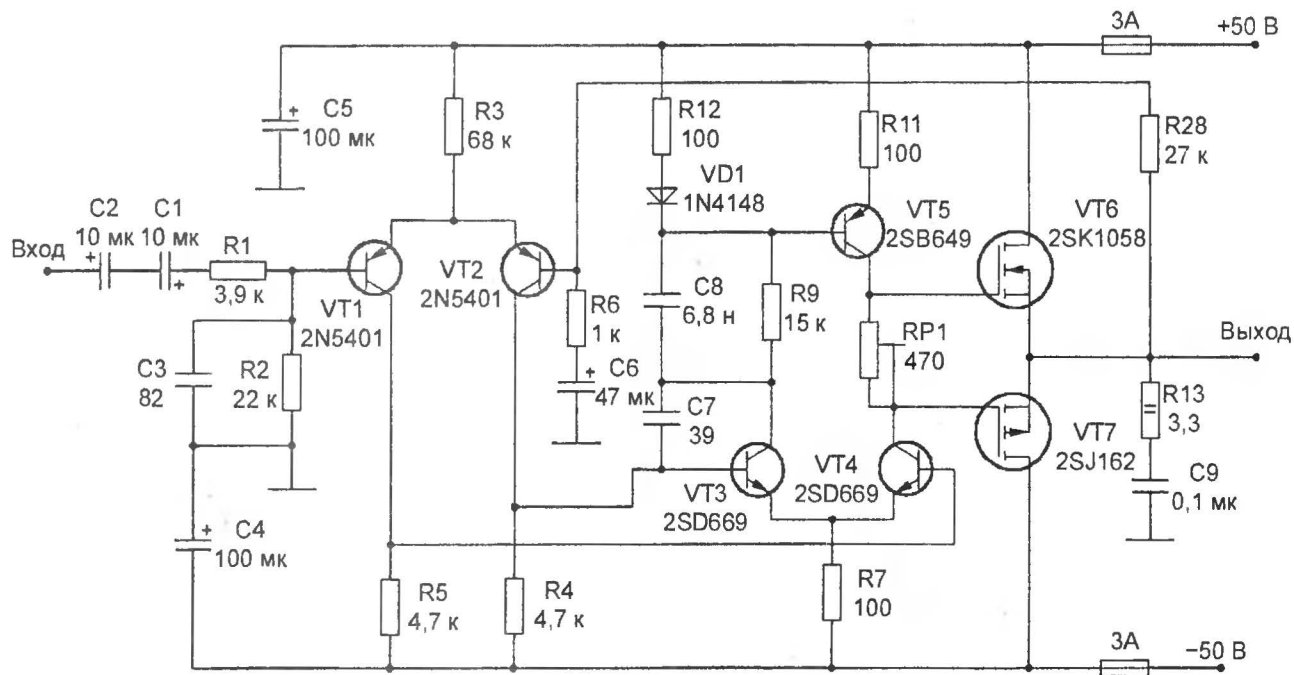 3А
+50 В
C5
100 мк
R3
68 к
R12
100
R11
100
R28
27 к
VD1
1N4148
VT5
2SB649
VT6
2SK1058
C2
10 мк
C1
10 мк
Вход
R1
3,9 к
VT1
2N5401
VT2
2N5401
R6
1 к
C8
6,8 н
R9
15 к
RP1
470
Выход
C3
82
R2
22 к
C6
47 мк
C7
39
R13
3,3
VT7
2SJ162
VT3
2SD669
VT4
2SD669
C9
0,1 мк
C4
100 мк
R5
4,7 к
R4
4,7 к
R7
100
3А
−50 В